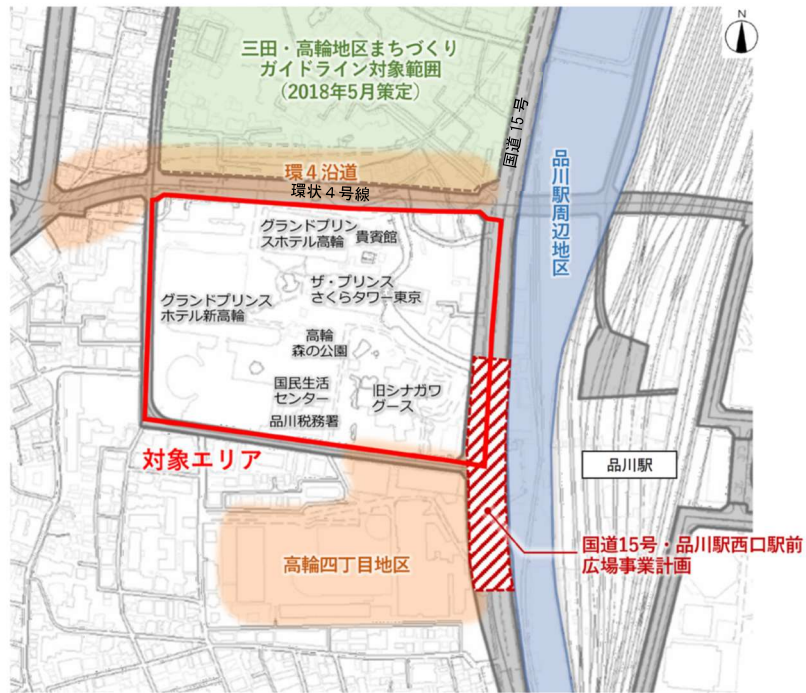 N
三田・高輪地区まちづくり
ガイドライン対象範囲
(2018年5月策定)
国道15号
環4沿道
環状4号線
品川駅周辺地区
グランドプリン
スホテル高輪
貴賓館
ザ・プリンス
さくらタワー東京
グランドプリンス
ホテル新高輪
高輪
森の公園
国民生活
センター
旧シナガワ
グース
品川税務署
対象エリア
品川駅
国道15号・品川駅西口駅前
広場事業計画
高輪四丁目地区